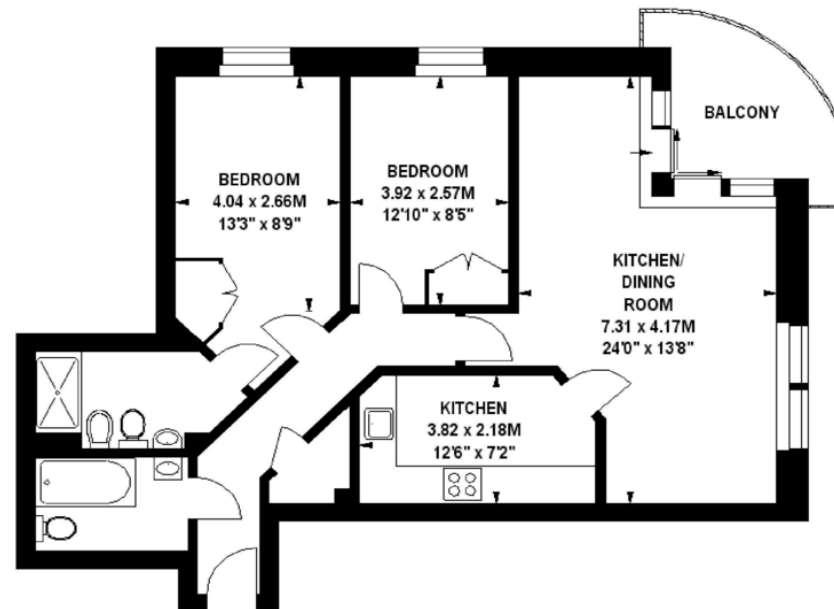 BALCONY
BEDROOM
4.04 x 2.66M
13'3" x 8'9"
BEDROOM
3.92 x 2.57M
12'10" x 8'5"
KITCHEN/
DINING
ROOM
7.31 x 4.17M
24'0" x 13'8"
KITCHEN
3.82 x 2.18M
12'6" x 7'2"